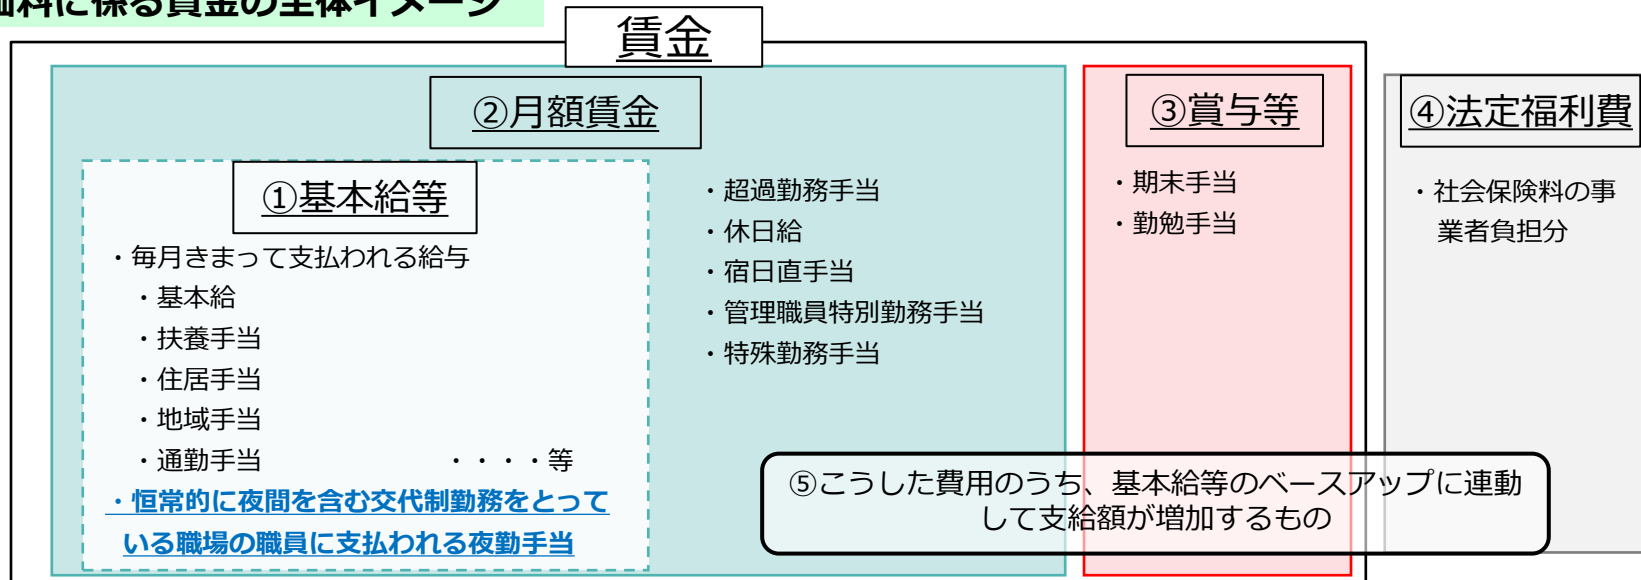 料に係る賃金の全体イメージ
賃金
②月額賃金
①基本給等
・毎月きまって支払われる給与
・基本給
・扶養手当
・住居手当
・地域手当
・通勤手当 ・・・・等
・恒常的に夜間を含む交代制勤務をとって
いる職場の職員に支払われる夜勤手当
・超過勤務手当
・休日給
・宿日直手当
・管理職員特別勤務手当
・特殊勤務手当
③賞与等
・期末手当
・勤勉手当
④法定福利費
・社会保険料の事
業者負担分
⑤こうした費用のうち、基本給等のベースアップに連動
して支給額が増加するもの